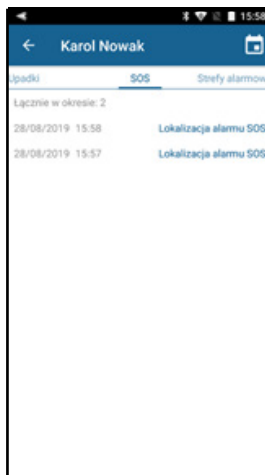 15:58
Karol Nowak
Upadki SOS Strefy alarmow
Łącznie w okresie: 2
28/08/2019 15:58 Lokalizacja alarmu SOS
28/08/2019 15:57 Lokalizacja alarmu SOS